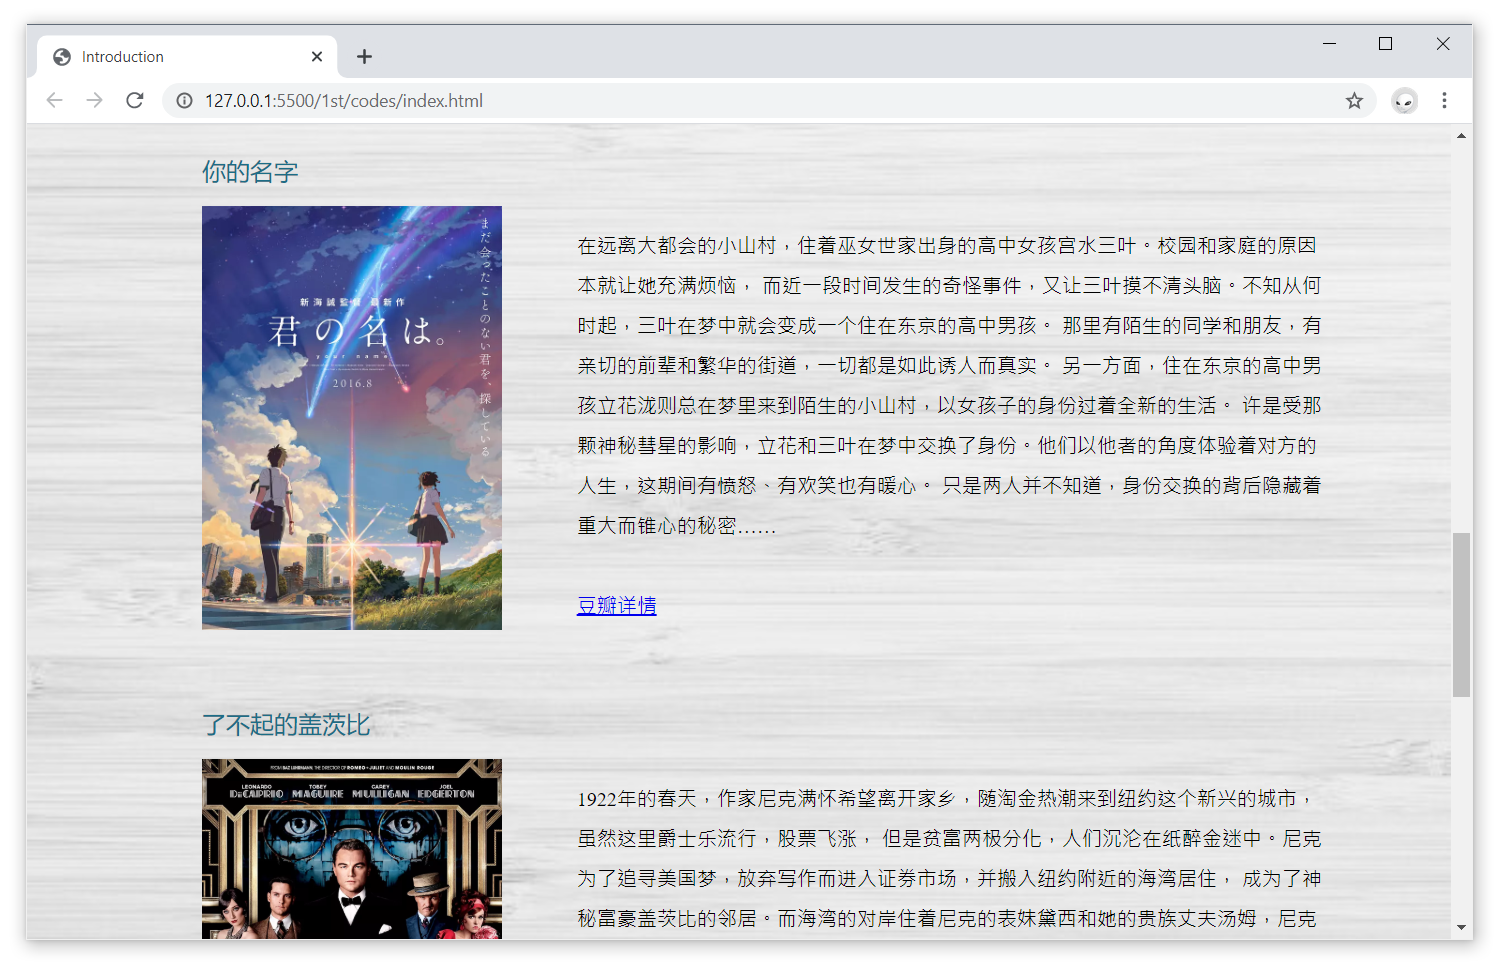 Introduction
127.0.0.1:5500/1st/codes/index.html
你的名字
まだ会ったことのない君を、探している
新海誠監督 最新作
君の名は。
your name.
2016.8
在远离大都会的小山村，住着巫女世家出身的高中女孩宫水三叶。校园和家庭的原因
本就让她充满烦恼， 而近一段时间发生的奇怪事件，又让三叶摸不清头脑。不知从何
时起，三叶在梦中就会变成一个住在东京的高中男孩。 那里有陌生的同学和朋友，有
亲切的前辈和繁华的街道，一切都是如此诱人而真实。 另一方面，住在东京的高中男
孩立花泷则总在梦里来到陌生的小山村，以女孩子的身份过着全新的生活。 许是受那
颗神秘彗星的影响，立花和三叶在梦中交换了身份。他们以他者的角度体验着对方的
人生，这期间有愤怒、有欢笑也有暖心。 只是两人并不知道，身份交换的背后隐藏着
重大而锥心的秘密……
豆瓣详情
了不起的盖茨比
FROM BAZ LUHRMANN, THE DIRECTOR OF ROMEO + JULIET AND MOULIN ROUGE
LEONARDO DiCAPRIO TOBEY MAGUIRE CAREY MULLIGAN JOEL EDGERTON
1922年的春天，作家尼克满怀希望离开家乡，随淘金热潮来到纽约这个新兴的城市，
虽然这里爵士乐流行，股票飞涨， 但是贫富两极分化，人们沉沦在纸醉金迷中。尼克
为了追寻美国梦，放弃写作而进入证券市场，并搬入纽约附近的海湾居住， 成为了神
秘富豪盖茨比的邻居。而海湾的对岸住着尼克的表妹黛西和她的贵族丈夫汤姆，尼克